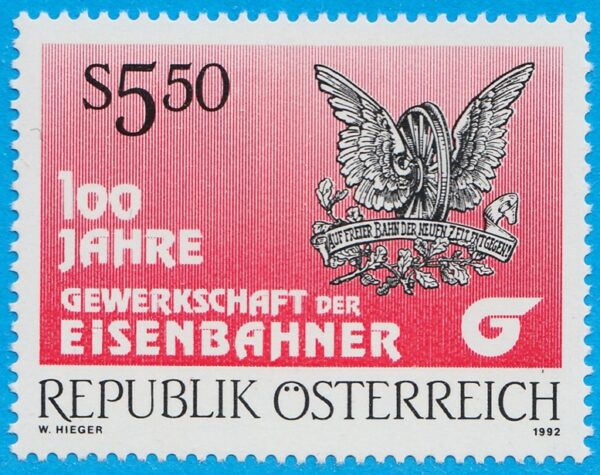 S5.50
100
JAHRE
GEWERKSCHAFT DER
EISENBAHNER
AUF FREIER BAHN DER NEUEN ZEIT ENTGEGEN
G
REPUBLIK ÖSTERREICH
W. HIEGER 1992